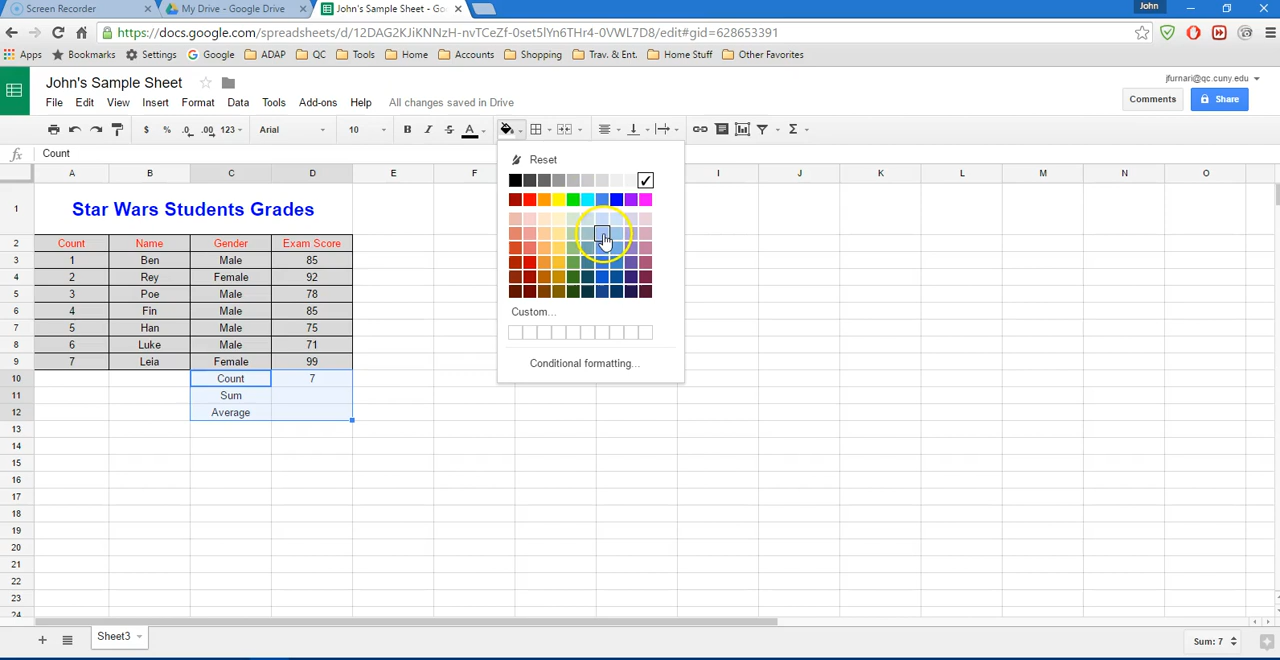 Screen Recorder
My Drive - Google Drive
John's Sample Sheet - Go
John
https://docs.google.com/spreadsheets/d/12DAG2KJiKNNzH-nvTCeZf-0set5lYn6THr4-0VWL7D8/edit#gid=628653391
Apps Bookmarks Settings Google ADAP QC Tools Home Accounts Shopping Trav. & Ent. Home Stuff Other Favorites
John's Sample Sheet
jfurnari@qc.cuny.edu
File Edit View Insert Format Data Tools Add-ons Help All changes saved in Drive
Comments Share
$ % .0 .00 123 Arial 10 B I S A Σ
fx Count
Reset
A B C D E F I J K L M N O
1 Star Wars Students Grades
2 Count Name Gender Exam Score
3 1 Ben Male 85
4 2 Rey Female 92
5 3 Poe Male 78
6 4 Fin Male 85
7 5 Han Male 75
8 6 Luke Male 71
9 7 Leia Female 99
10 Count 7
11 Sum
12 Average
Custom...
Conditional formatting...
13
14
15
16
17
18
19
20
21
22
23
24
+ Sheet3
Sum: 7